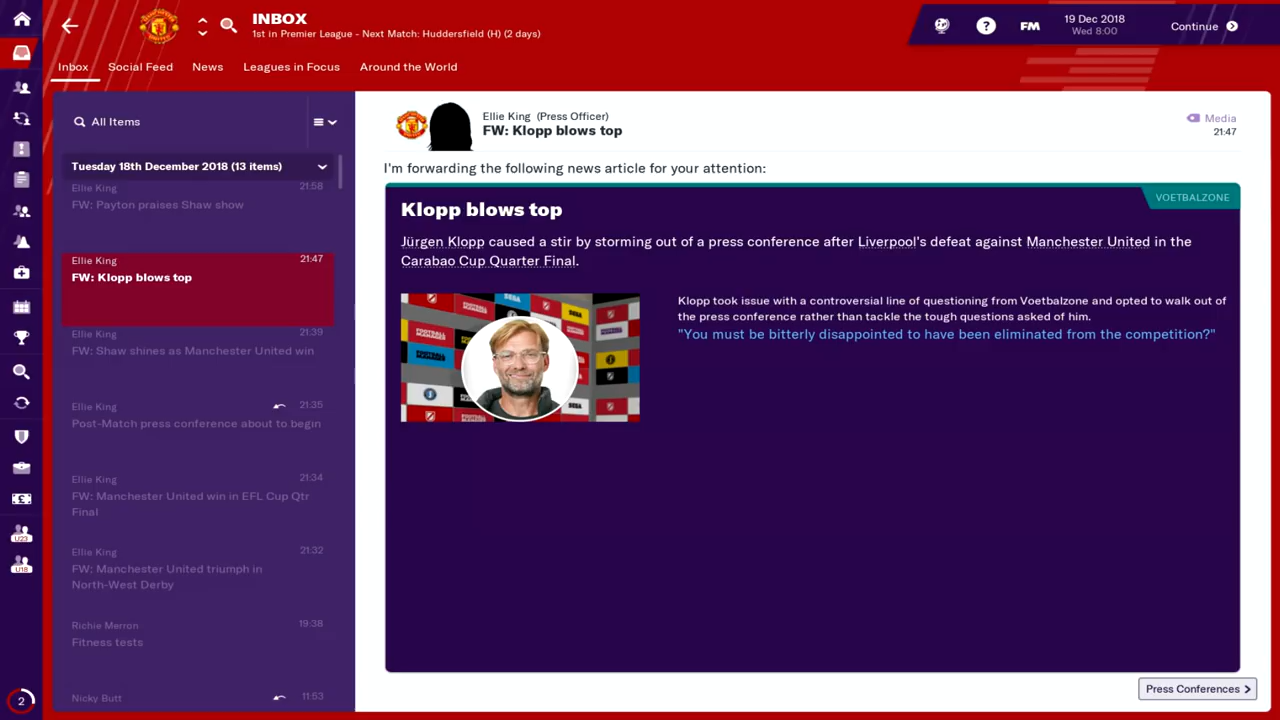 INBOX
1st in Premier League - Next Match: Huddersfield (H) (2 days)
FM
19 Dec 2018
Wed 8:00
Continue
Inbox
Social Feed
News
Leagues in Focus
Around the World
All Items
Tuesday 18th December 2018 (13 items)
Ellie King
21:58
FW: Payton praises Shaw show
Ellie King
21:47
FW: Klopp blows top
Ellie King
21:39
FW: Shaw shines as Manchester United win
Ellie King
21:35
Post-Match press conference about to begin
Ellie King
21:34
FW: Manchester United win in EFL Cup Qtr
Final
Ellie King
21:32
FW: Manchester United triumph in
North-West Derby
Richie Merron
19:38
Fitness tests
Nicky Butt
11:53
U23
U18
2
Ellie King (Press Officer)
FW: Klopp blows top
Media
21:47
I'm forwarding the following news article for your attention:
VOETBALZONE
Klopp blows top
Jürgen Klopp caused a stir by storming out of a press conference after Liverpool's defeat against Manchester United in the
Carabao Cup Quarter Final.
Klopp took issue with a controversial line of questioning from Voetbalzone and opted to walk out of
the press conference rather than tackle the tough questions asked of him.
"You must be bitterly disappointed to have been eliminated from the competition?"
Press Conferences